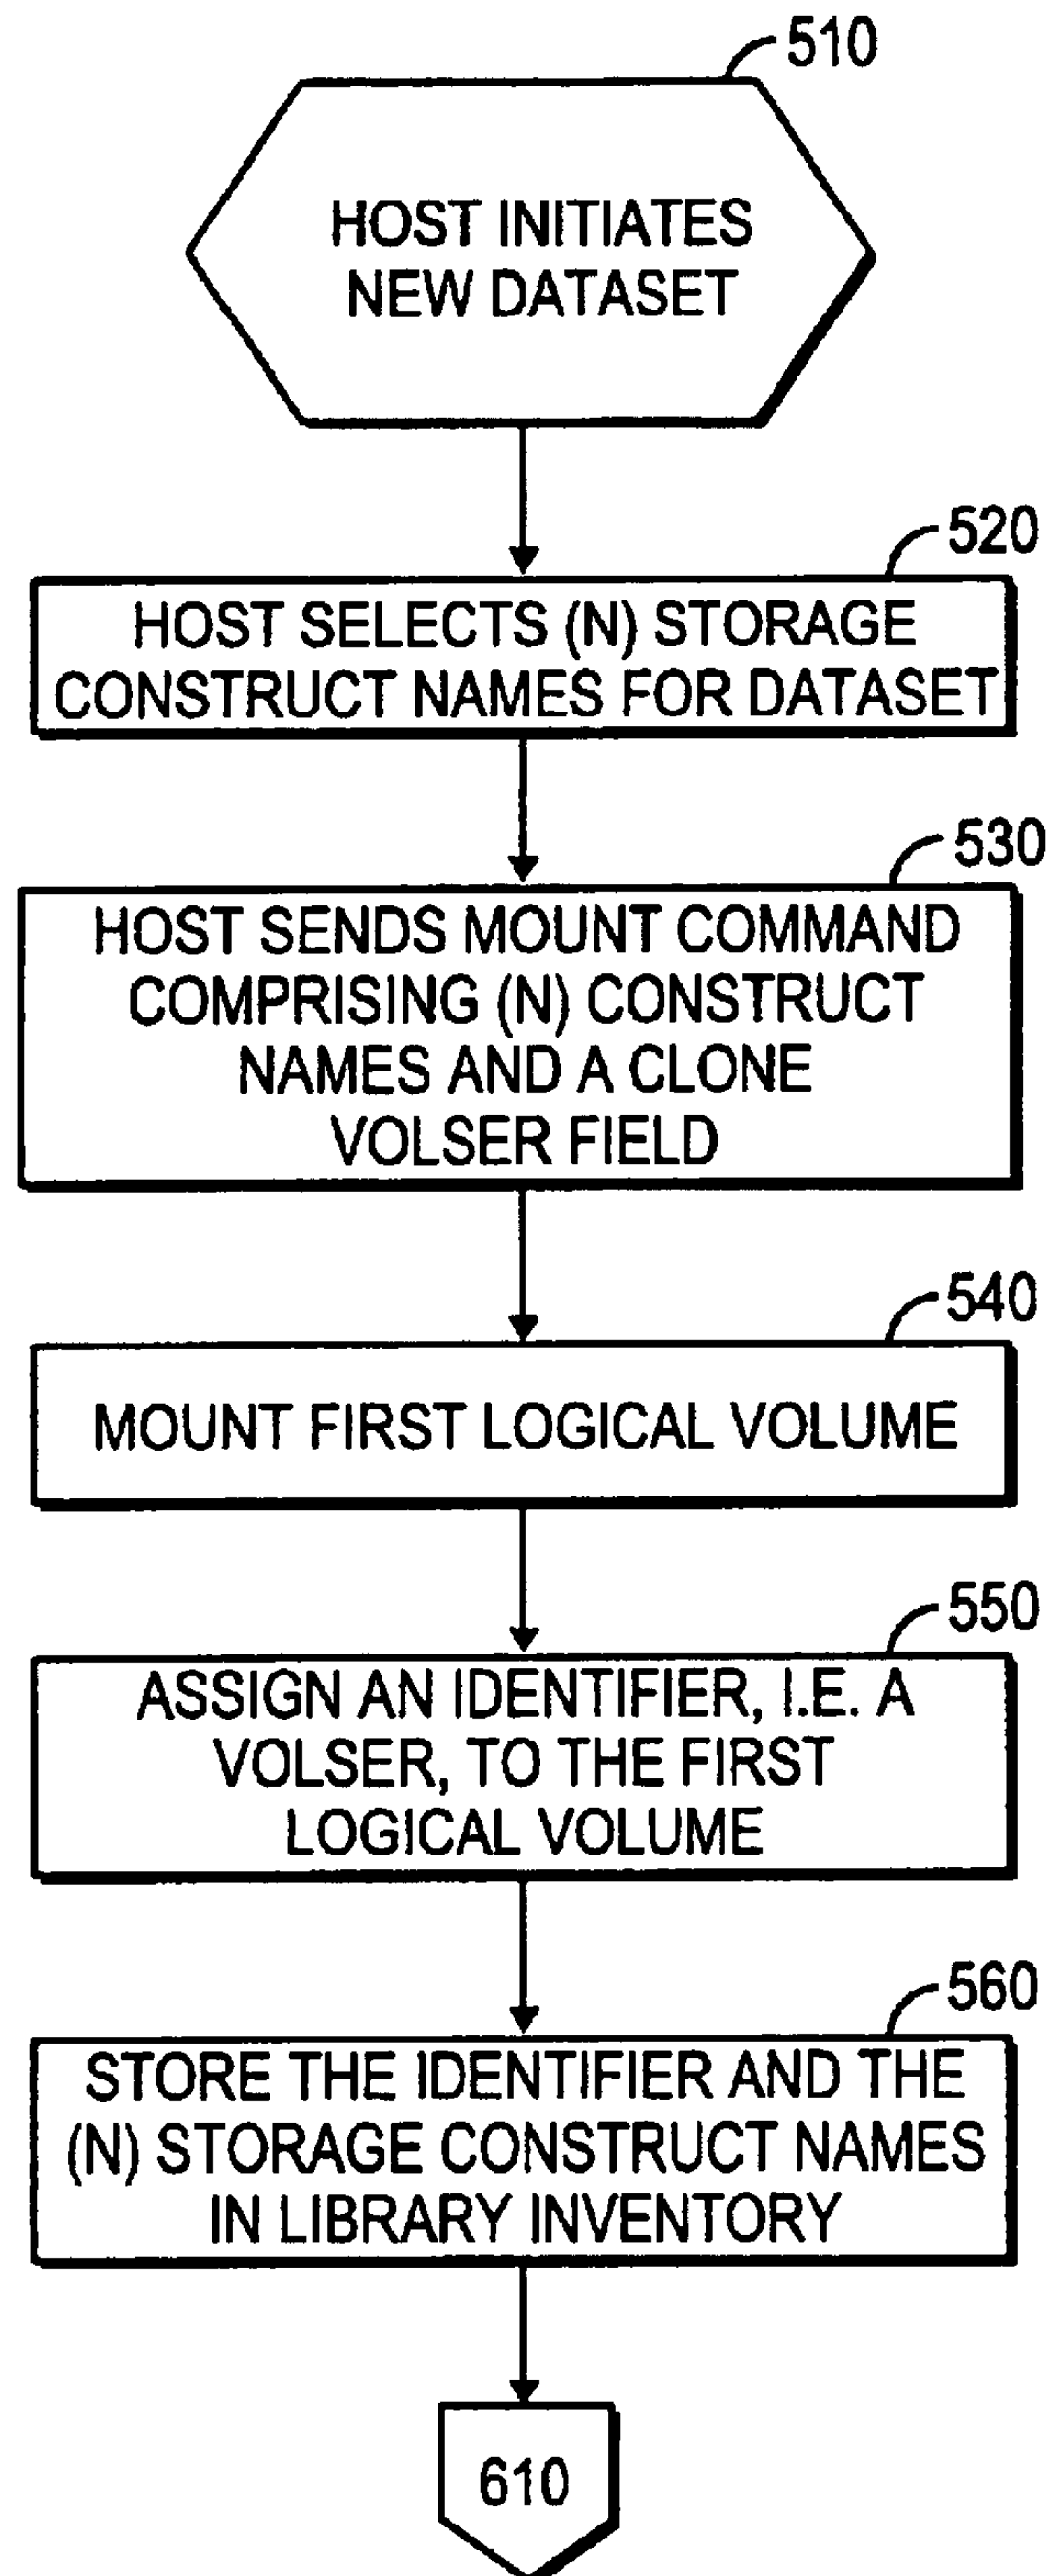 510
HOST INITIATES
NEW DATASET
520
HOST SELECTS (N) STORAGE
CONSTRUCT NAMES FOR DATASET
530
HOST SENDS MOUNT COMMAND
COMPRISING (N) CONSTRUCT
NAMES AND A CLONE
VOLSER FIELD
540
MOUNT FIRST LOGICAL VOLUME
550
ASSIGN AN IDENTIFIER, I.E. A
VOLSER, TO THE FIRST
LOGICAL VOLUME
560
STORE THE IDENTIFIER AND THE
(N) STORAGE CONSTRUCT NAMES
IN LIBRARY INVENTORY
610